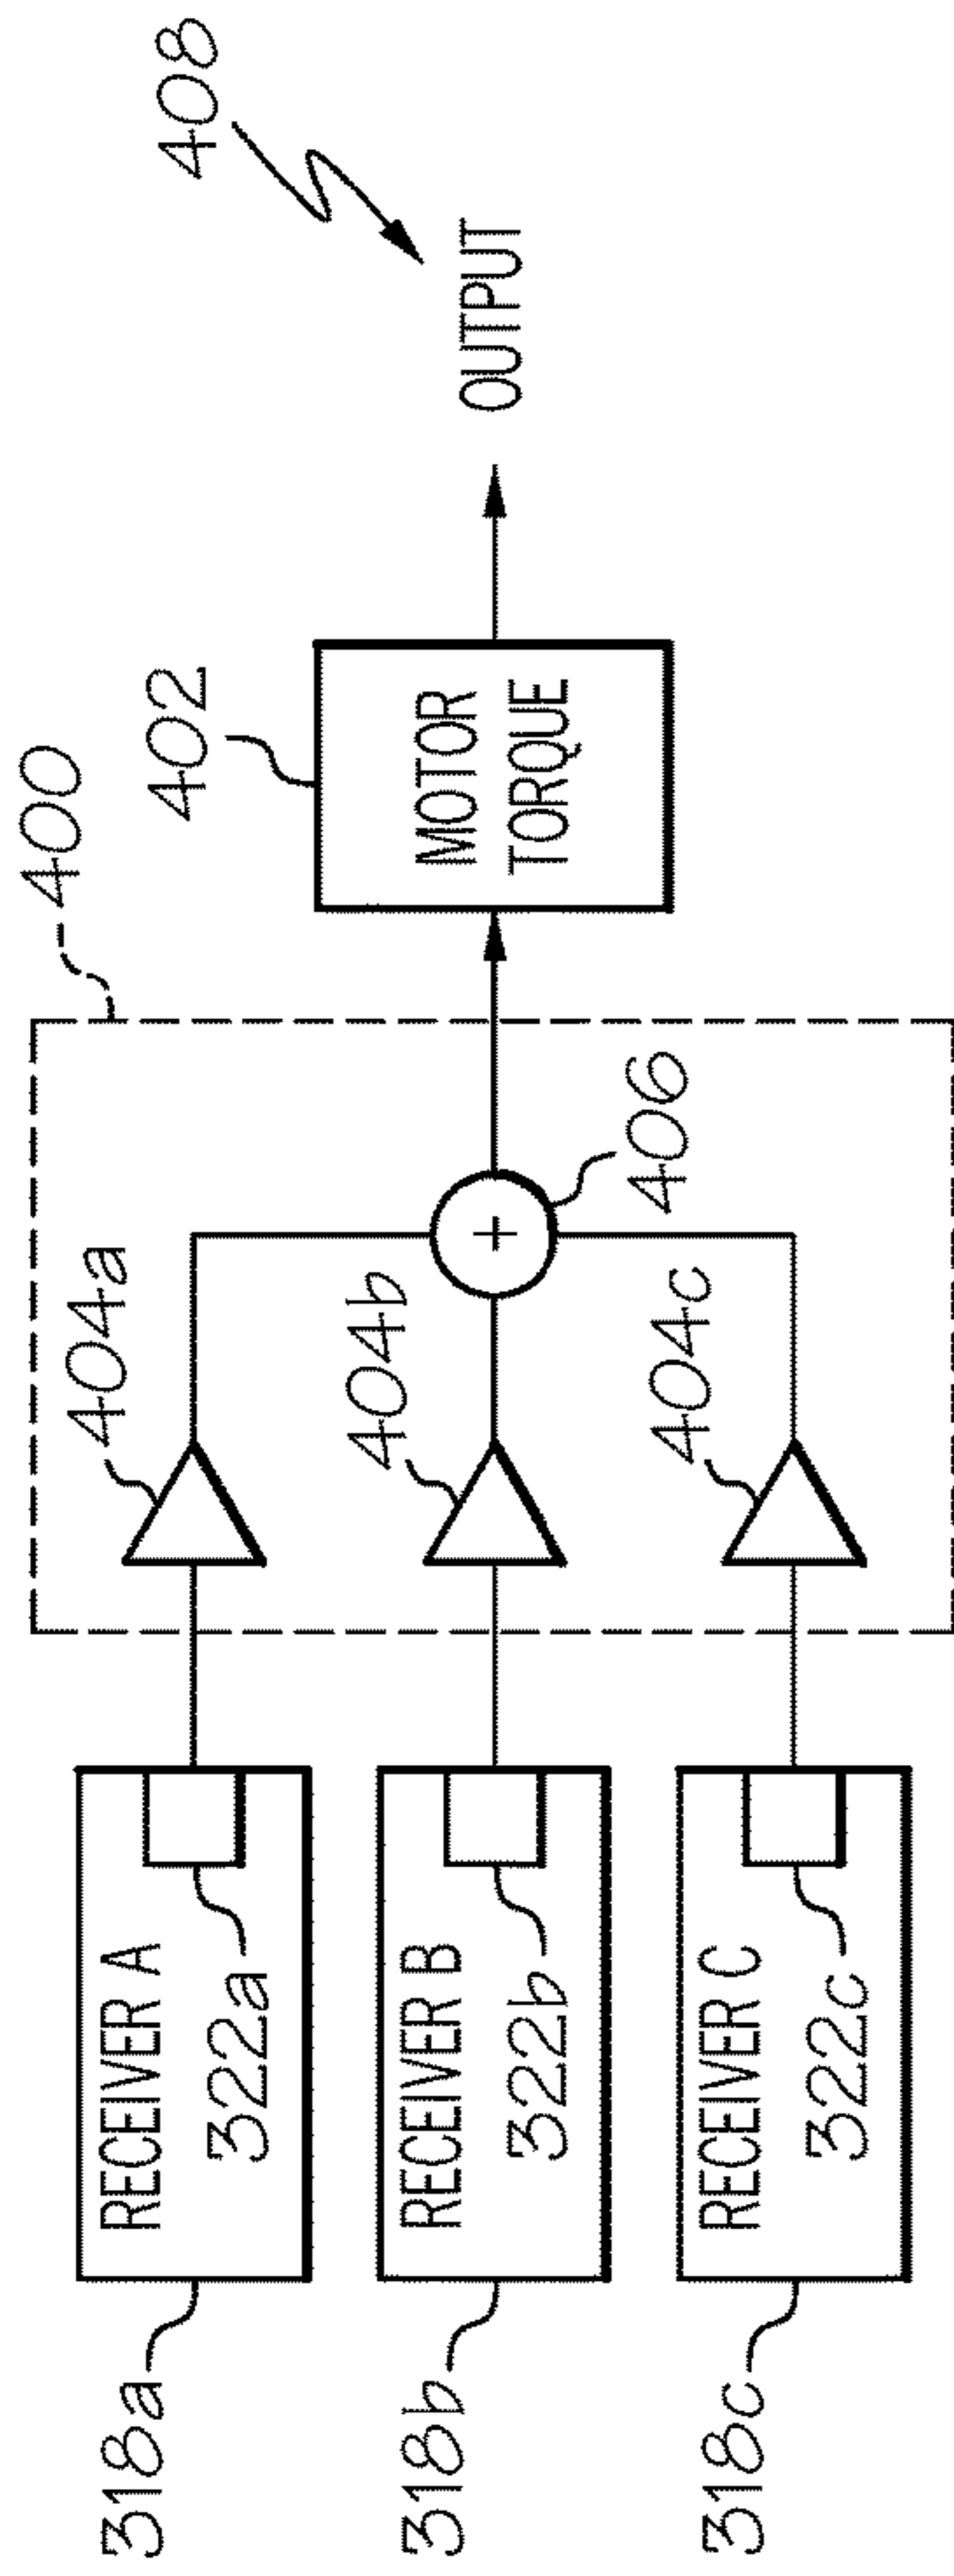 318a
RECEIVER A
322a
318b
RECEIVER B
322b
318c
RECEIVER C
322c
400
404a
404b
404c
+
406
402
MOTOR
TORQUE
OUTPUT
408